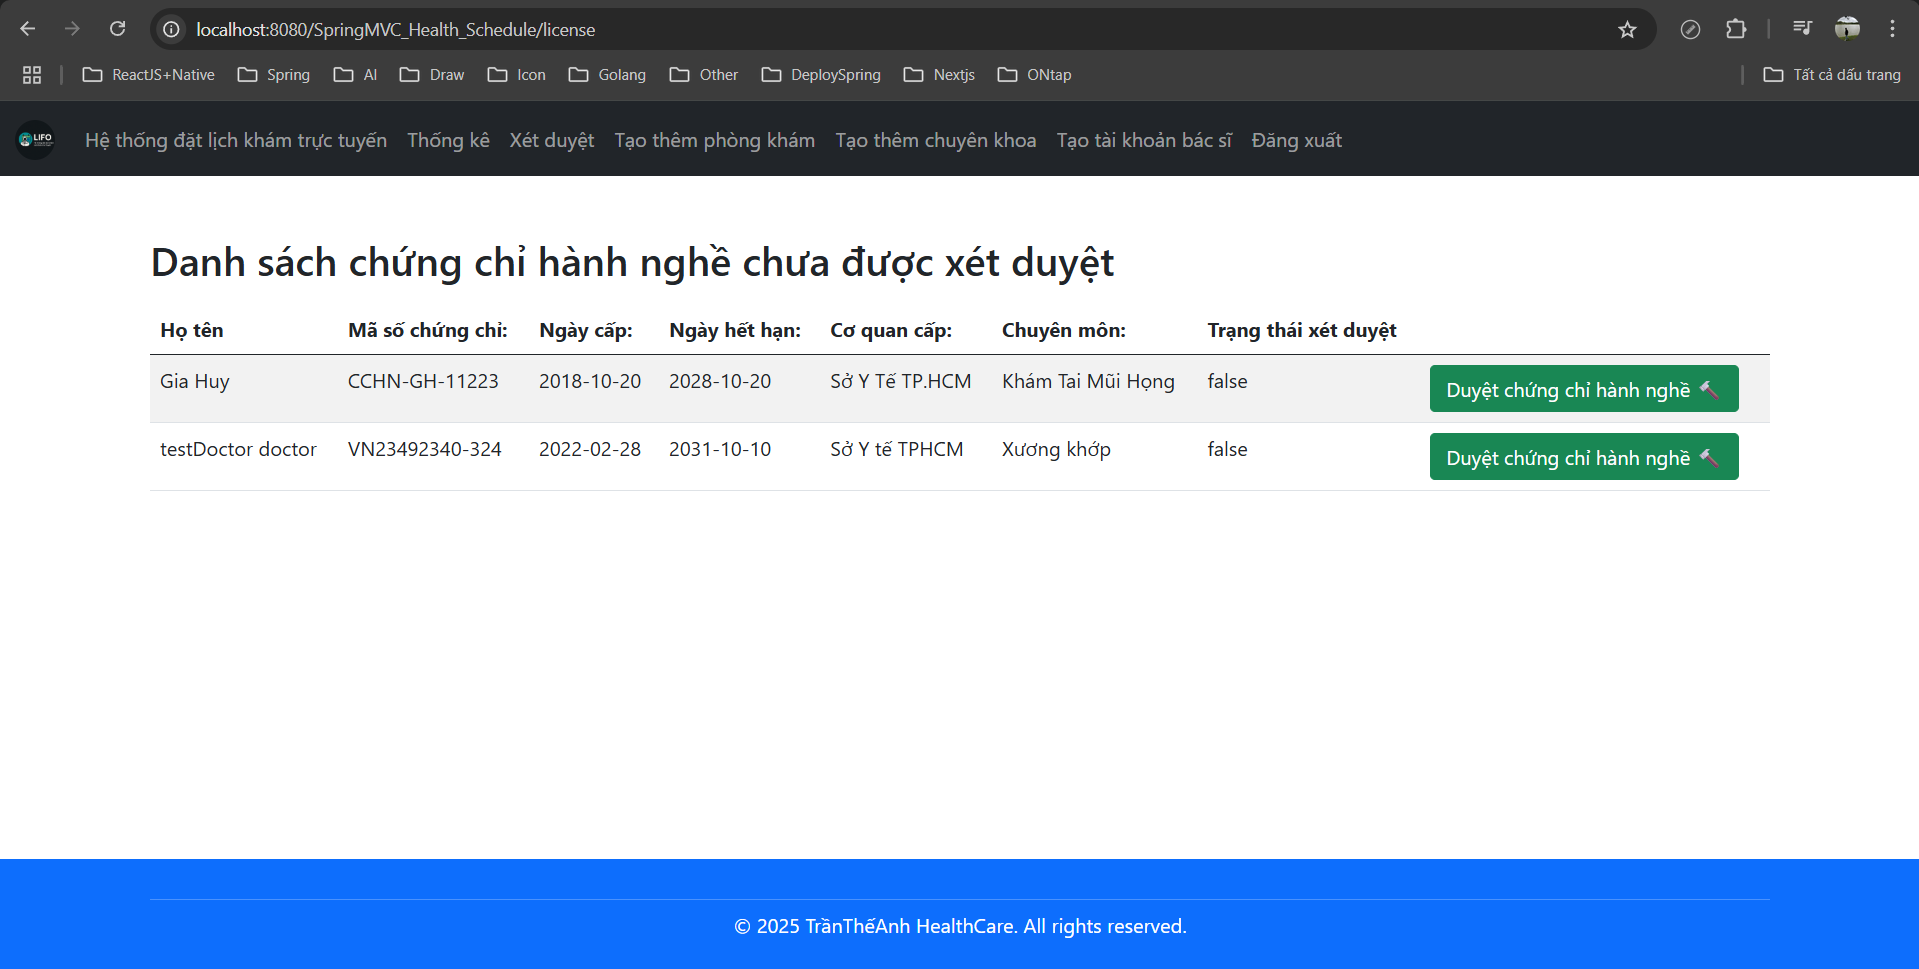 localhost:8080/SpringMVC_Health_Schedule/license
ReactJS+Native Spring AI Draw Icon Golang Other DeploySpring Nextjs ONtap Tất cả dấu trang
LIFO Hệ thống đặt lịch khám trực tuyến Thống kê Xét duyệt Tạo thêm phòng khám Tạo thêm chuyên khoa Tạo tài khoản bác sĩ Đăng xuất
Danh sách chứng chỉ hành nghề chưa được xét duyệt
Họ tên Mã số chứng chỉ: Ngày cấp: Ngày hết hạn: Cơ quan cấp: Chuyên môn: Trạng thái xét duyệt
Gia Huy CCHN-GH-11223 2018-10-20 2028-10-20 Sở Y Tế TP.HCM Khám Tai Mũi Họng false Duyệt chứng chỉ hành nghề 🔨
testDoctor doctor VN23492340-324 2022-02-28 2031-10-10 Sở Y tế TPHCM Xương khớp false Duyệt chứng chỉ hành nghề 🔨
© 2025 TrầnThếAnh HealthCare. All rights reserved.